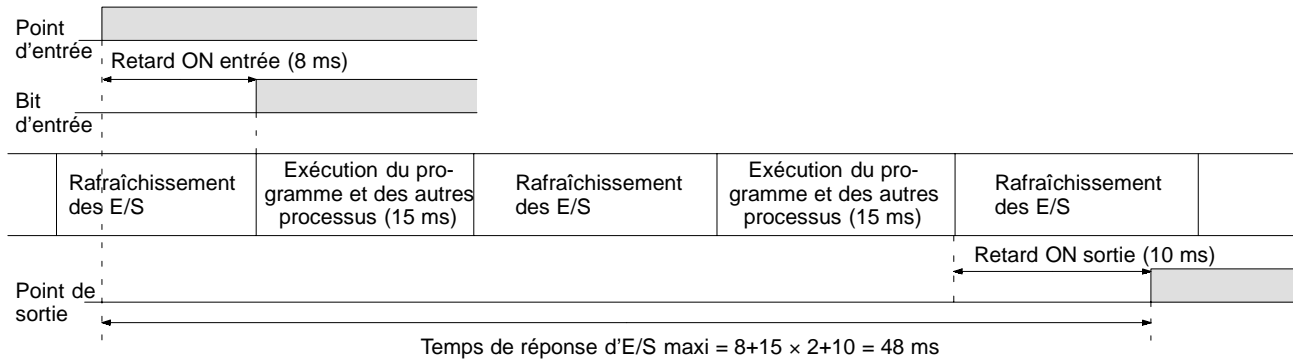 Point
d’entrée
Retard ON entrée (8 ms)
Bit
d’entrée
Rafraîchissement
des E/S
Exécution du pro-
gramme et des autres
processus (15 ms)
Rafraîchissement
des E/S
Exécution du pro-
gramme et des autres
processus (15 ms)
Rafraîchissement
des E/S
Retard ON sortie (10 ms)
Point de
sortie
Temps de réponse d’E/S maxi = 8+15 × 2+10 = 48 ms